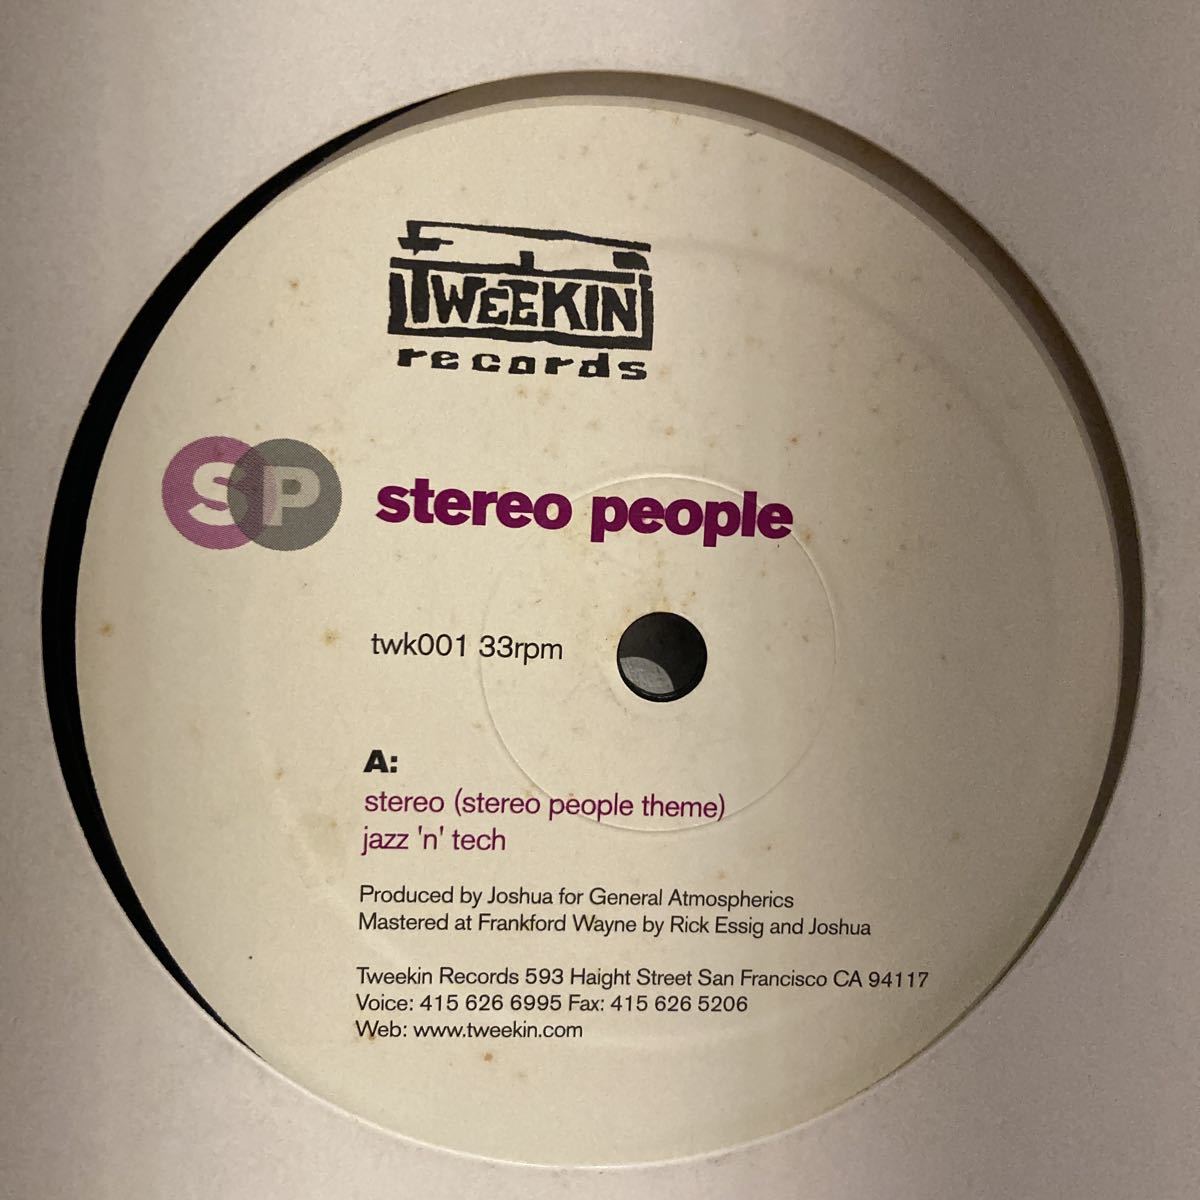 TWEEKIN
records
SP
stereo people
twk001 33rpm
A:
stereo (stereo people theme)
jazz 'n' tech
Produced by Joshua for General Atmospherics
Mastered at Frankford Wayne by Rick Essig and Joshua
Tweekin Records 593 Haight Street San Francisco CA 94117
Voice: 415 626 6995 Fax: 415 626 5206
Web: www.tweekin.com